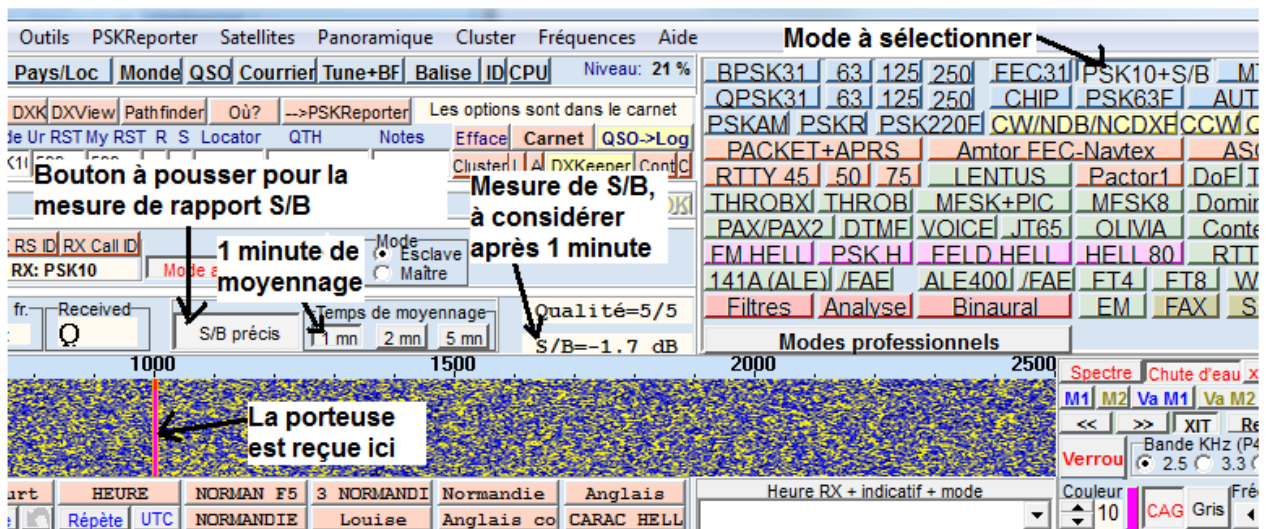 Outils PSKReporter Satellites Panoramique Cluster Fréquences Aide
Mode à sélectionner
Pays/Loc Monde QSO Courrier Tune+BF Balise ID CPU Niveau: 21 %
BPSK31 63 125 250 FEC31 PSK10+S/B
DXK DXView Pathfinder Où? -->PSKReporter Les options sont dans le carnet
QPSK31 63 125 250 CHIP PSK63F AUT
Ur RST My RST R S Locator QTH Notes Efface Carnet QSO->Log
PSKAM PSKR PSK220F CW/NDB/NCDXF CCW
Cluster L A DXKeeper Cont C
PACKET+APRS Amtor FEC-Navtex ASC
Bouton à pousser pour la
mesure de rapport S/B
Mesure de S/B,
à considérer
après 1 minute
RTTY 45 50 75 LENTUS Pactor1 DoF
THROBX THROB MFSK+PIC MFSK8 Domin
PAX/PAX2 DTMF VOICE JT65 OLIVIA Conte
RS ID RX Call ID
RX: PSK10
1 minute de
moyennage
Mode
Esclave
Maître
FM HELL PSK H FELD HELL HELL 80 RTT
141A (ALE) /FAE ALE400 /FAE FT4 FT8 W
Filtres Analyse Binaural EM FAX S
fr. Received
S/B précis
Temps de moyennage
1 mn 2 mn 5 mn
Qualité=5/5
S/B=-1.7 dB
Modes professionnels
1000 1500 2000 2500
Spectre Chute d'eau
M1 M2 Va M1 Va M2
<< >> XIT Re
La porteuse
est reçue ici
Verrou
Bande KHz (P4
2.5 3.3
HEURE NORMAN F5 3 NORMANDI Normandie Anglais
Heure RX + indicatif + mode
Couleur Fré
Répète UTC NORMANDIE Louise Anglais co CARAC HELL
10 CAG Gris